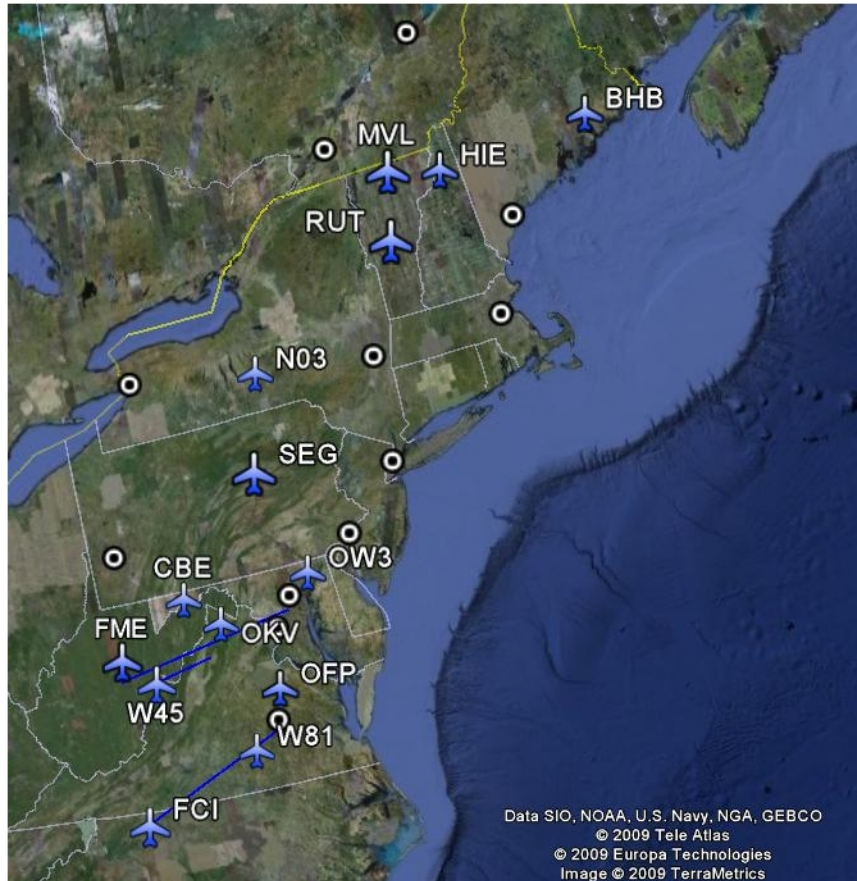 BHB
MVL
HIE
RUT
N03
SEG
OW3
CBE
OKV
FME
OFP
W45
W81
FCI
Data SIO, NOAA, U.S. Navy, NGA, GEBCO
© 2009 Tele Atlas
© 2009 Europa Technologies
Image © 2009 TerraMetrics